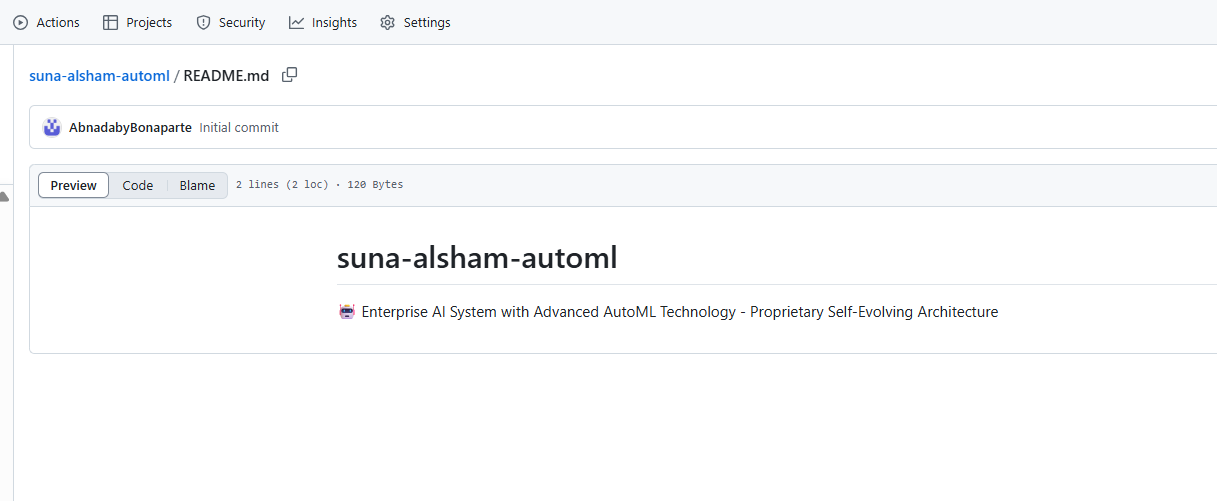 Actions Projects Security Insights Settings
suna-alsham-automl / README.md
AbnadabyBonaparte Initial commit
Preview Code Blame 2 lines (2 loc) · 120 Bytes
suna-alsham-automl
🤖 Enterprise AI System with Advanced AutoML Technology - Proprietary Self-Evolving Architecture